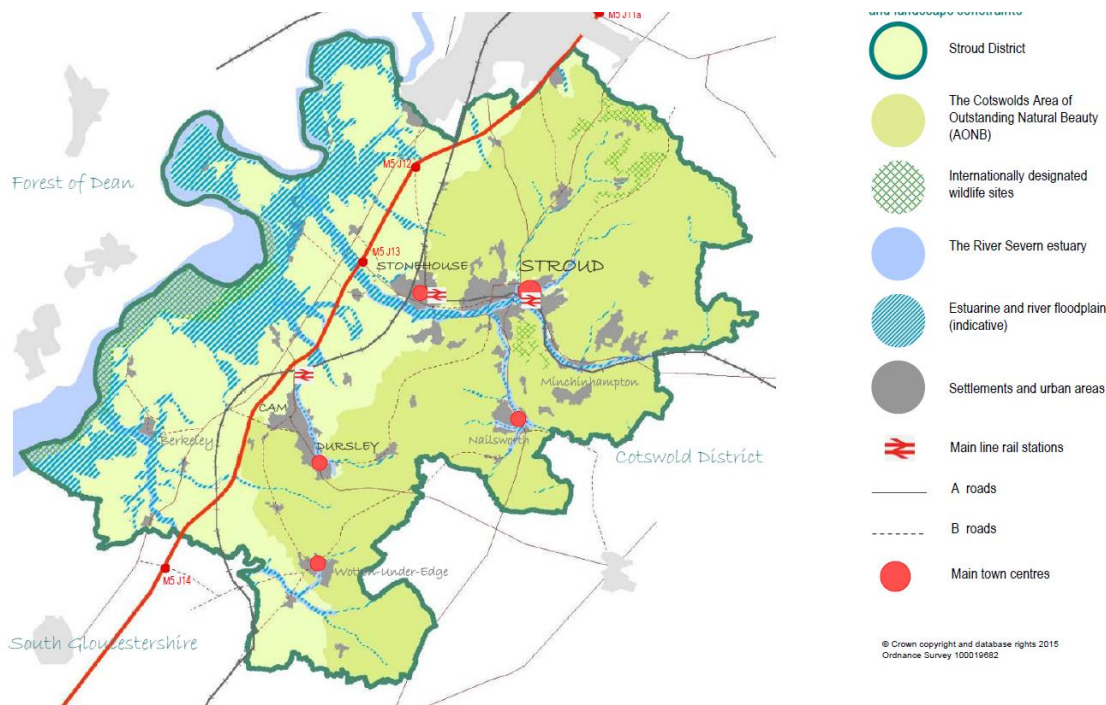 M5 J11a
Forest of Dean
M5 J12
M5 J13
STONEHOUSE
STROUD
Minchinhampton
CAM
Berkeley
DURSLEY
Nailsworth
Cotswold District
Wotton-Under-Edge
M5 J14
South Gloucestershire
and landscape constraints
Stroud District
The Cotswolds Area of
Outstanding Natural Beauty
(AONB)
Internationally designated
wildlife sites
The River Severn estuary
Estuarine and river floodplain
(indicative)
Settlements and urban areas
Main line rail stations
A roads
B roads
Main town centres
© Crown copyright and database rights 2015
Ordnance Survey 100019682